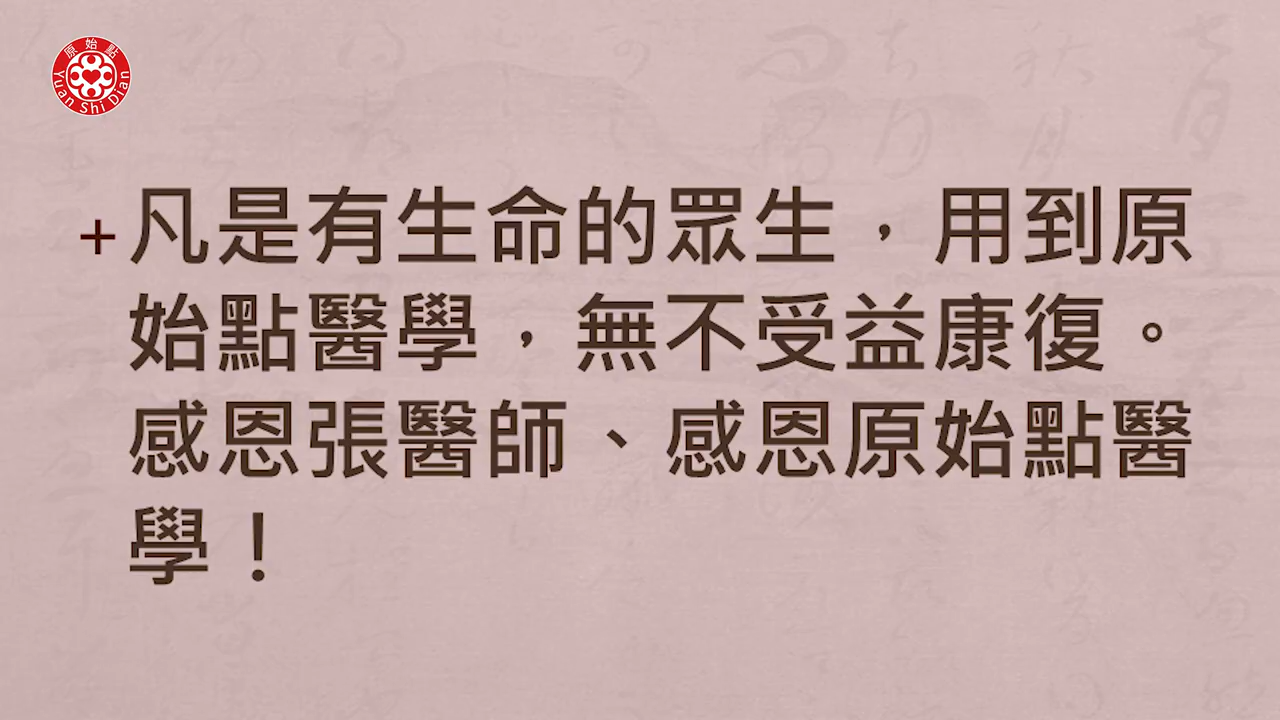 原始點
Yuan Shi Dian
+凡是有生命的眾生，用到原
始點醫學，無不受益康復。
感恩張醫師、感恩原始點醫
學！